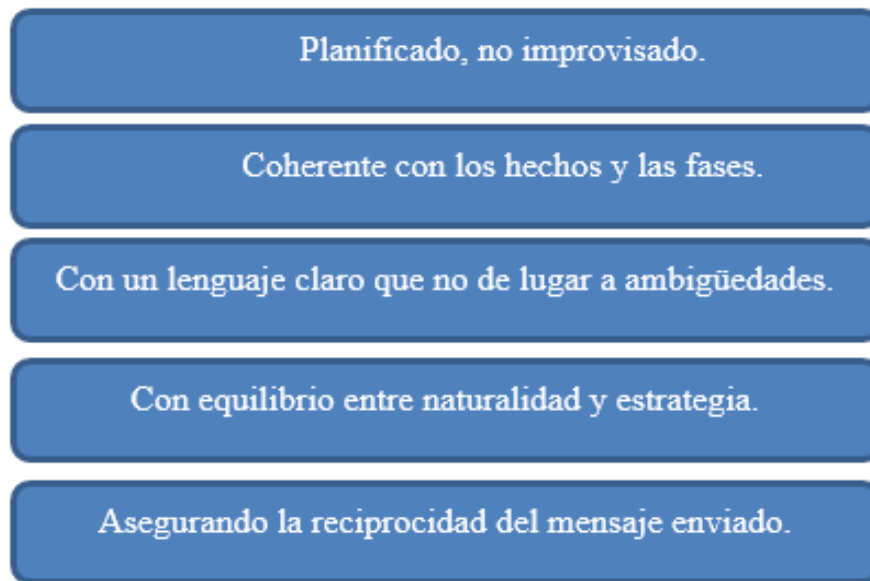 Planificado, no improvisado.
Coherente con los hechos y las fases.
Con un lenguaje claro que no de lugar a ambigüedades.
Con equilibrio entre naturalidad y estrategia.
Asegurando la reciprocidad del mensaje enviado.